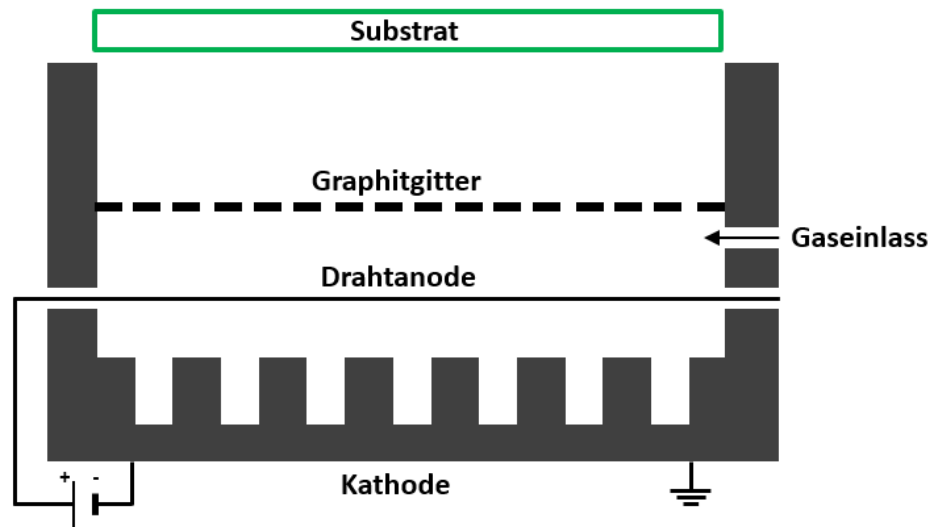 Substrat
Graphitgitter
Gaseinlass
Drahtanode
+ -
Kathode